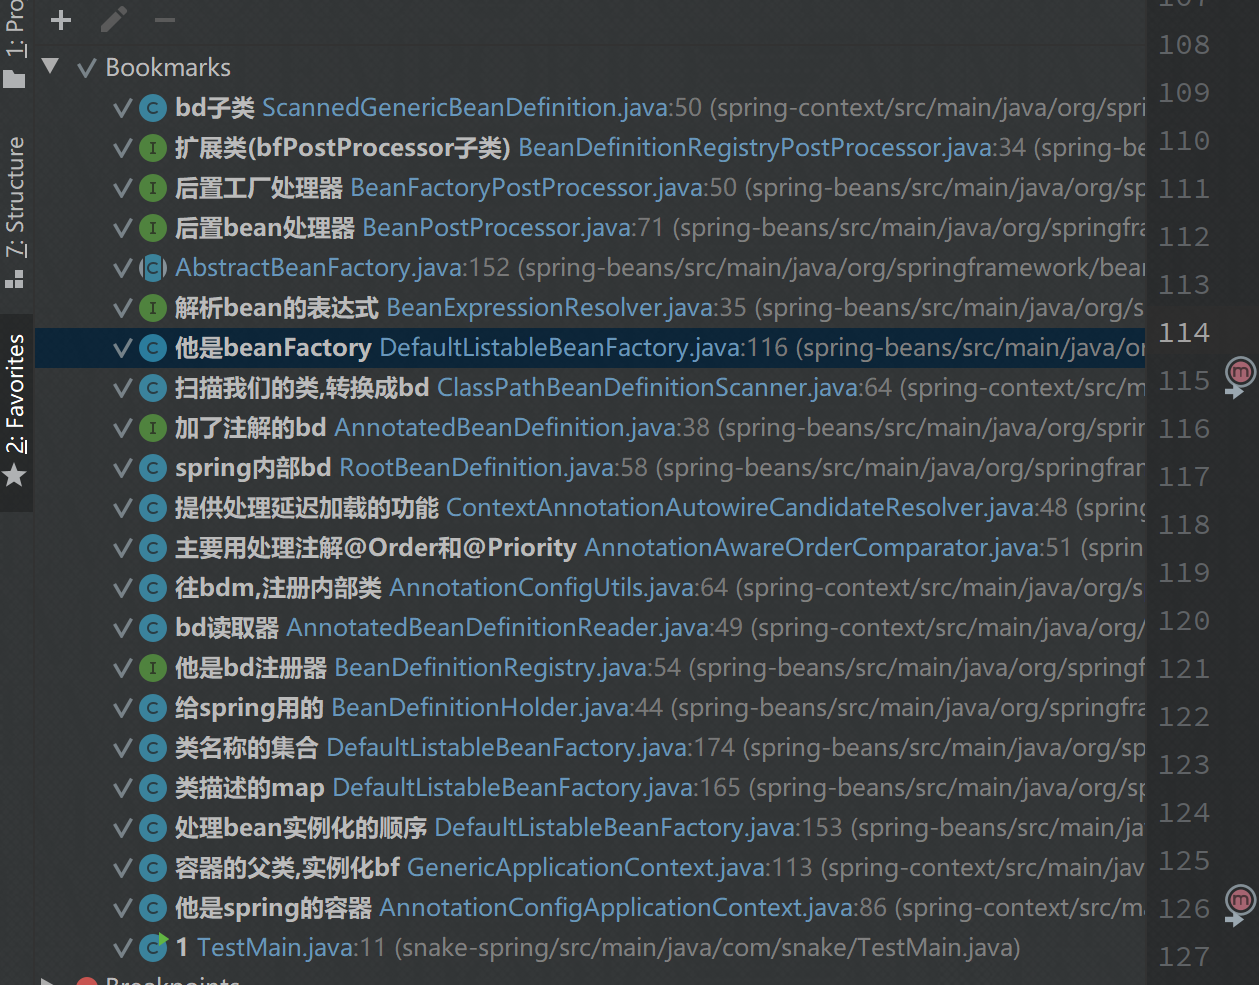 1: Pro
7: Structure
2: Favorites
Bookmarks
bd子类 ScannedGenericBeanDefinition.java:50 (spring-context/src/main/java/org/spri
扩展类(bfPostProcessor子类) BeanDefinitionRegistryPostProcessor.java:34 (spring-be
后置工厂处理器 BeanFactoryPostProcessor.java:50 (spring-beans/src/main/java/org/sp
后置bean处理器 BeanPostProcessor.java:71 (spring-beans/src/main/java/org/springfra
AbstractBeanFactory.java:152 (spring-beans/src/main/java/org/springframework/bear
解析bean的表达式 BeanExpressionResolver.java:35 (spring-beans/src/main/java/org/s
他是beanFactory DefaultListableBeanFactory.java:116 (spring-beans/src/main/java/or
扫描我们的类,转换成bd ClassPathBeanDefinitionScanner.java:64 (spring-context/src/m
加了注解的bd AnnotatedBeanDefinition.java:38 (spring-beans/src/main/java/org/sprin
spring内部bd RootBeanDefinition.java:58 (spring-beans/src/main/java/org/springfran
提供处理延迟加载的功能 ContextAnnotationAutowireCandidateResolver.java:48 (spring
主要用处理注解@Order和@Priority AnnotationAwareOrderComparator.java:51 (sprin
往bdm,注册内部类 AnnotationConfigUtils.java:64 (spring-context/src/main/java/org/s
bd读取器 AnnotatedBeanDefinitionReader.java:49 (spring-context/src/main/java/org/
他是bd注册器 BeanDefinitionRegistry.java:54 (spring-beans/src/main/java/org/springf
给spring用的 BeanDefinitionHolder.java:44 (spring-beans/src/main/java/org/springfra
类名称的集合 DefaultListableBeanFactory.java:174 (spring-beans/src/main/java/org/sp
类描述的map DefaultListableBeanFactory.java:165 (spring-beans/src/main/java/org/sp
处理bean实例化的顺序 DefaultListableBeanFactory.java:153 (spring-beans/src/main/ja
容器的父类,实例化bf GenericApplicationContext.java:113 (spring-context/src/main/jav
他是spring的容器 AnnotationConfigApplicationContext.java:86 (spring-context/src/ma
1 TestMain.java:11 (snake-spring/src/main/java/com/snake/TestMain.java)
Breakpoints
107
108
109
110
111
112
113
114
115
116
117
118
119
120
121
122
123
124
125
126
127